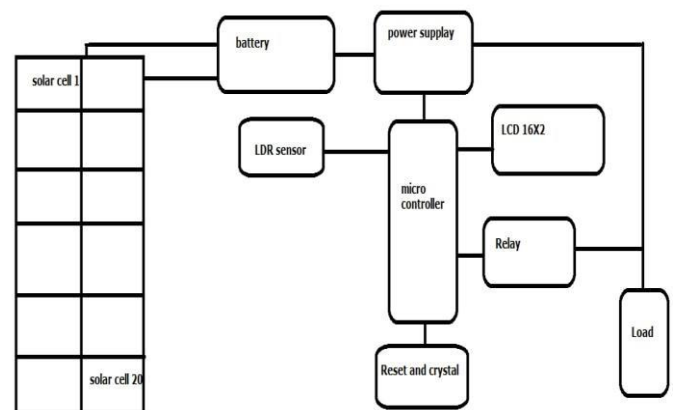 battery
power supplay
solar cell 1
LCD 16X2
LDR sensor
micro
controller
Relay
Load
Reset and crystal
solar cell 20